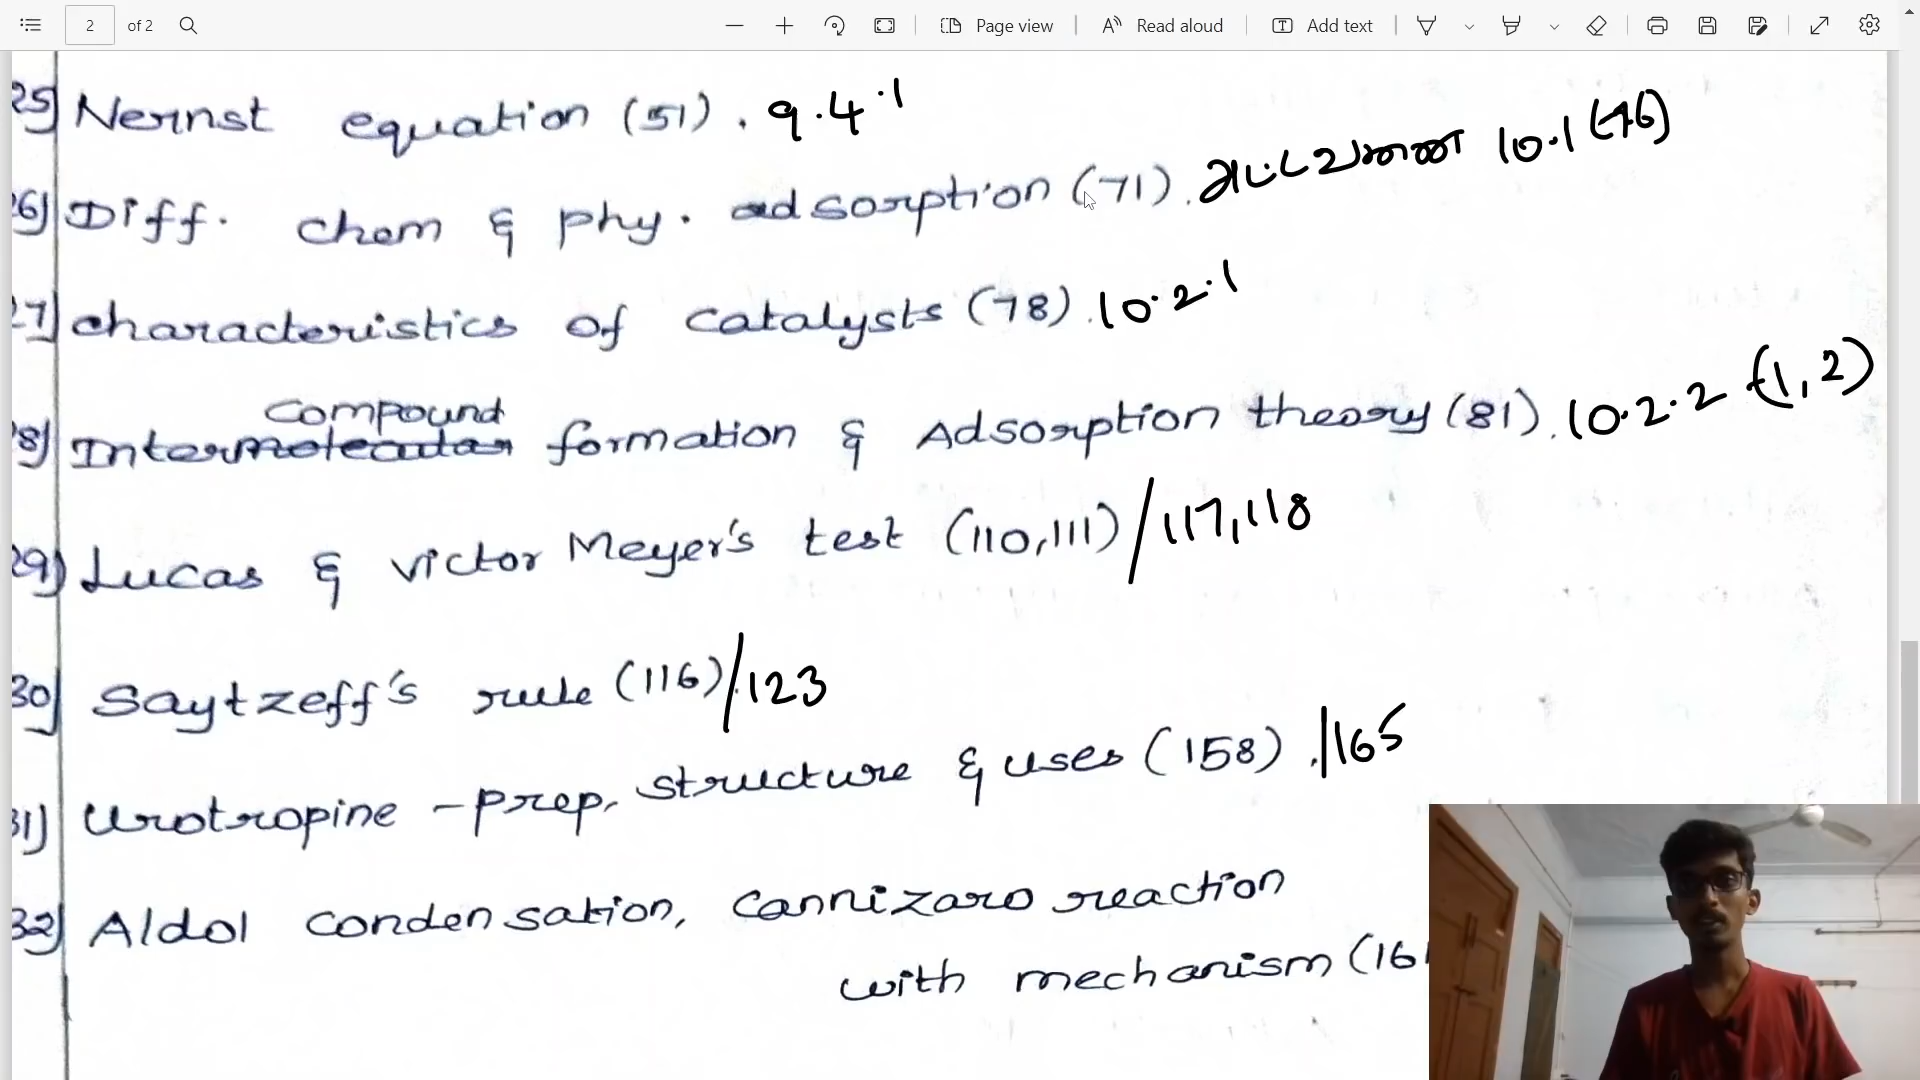 2 of 2 Page view Read aloud Add text
25) Nernst equation (51). 9.4.1
26) Diff. chem & phy. adsorption (71). அட்டவணை 10.1 (76)
27) characteristics of catalysts (78). 10.2.1
compound
28) Intermolecular formation & Adsorption theory (81). 10.2.2 (1,2)
29) Lucas & victor Meyer's test (110,111) / 117,118
30) Saytzeff's rule (116) / 123
31) Urotropine - prep, structure & uses (158). / 165
32) Aldol condensation, Cannizaro reaction
with mechanism (161